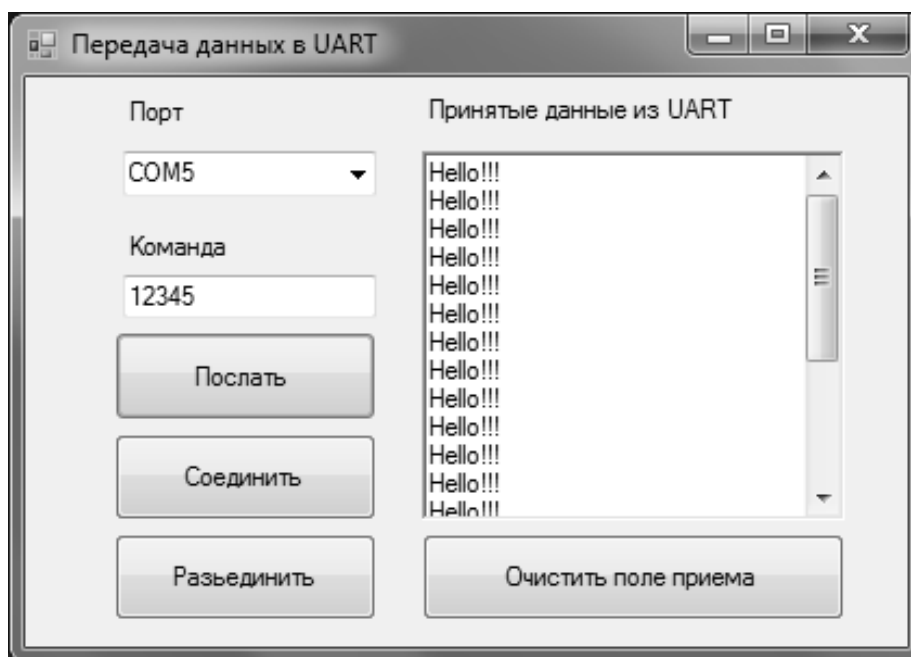 Передача данных в UART
Порт
COM5
Команда
12345
Послать
Соединить
Разьединить
Принятые данные из UART
Hello!!!
Hello!!!
Hello!!!
Hello!!!
Hello!!!
Hello!!!
Hello!!!
Hello!!!
Hello!!!
Hello!!!
Hello!!!
Hello!!!
Hello!!!
Очистить поле приема